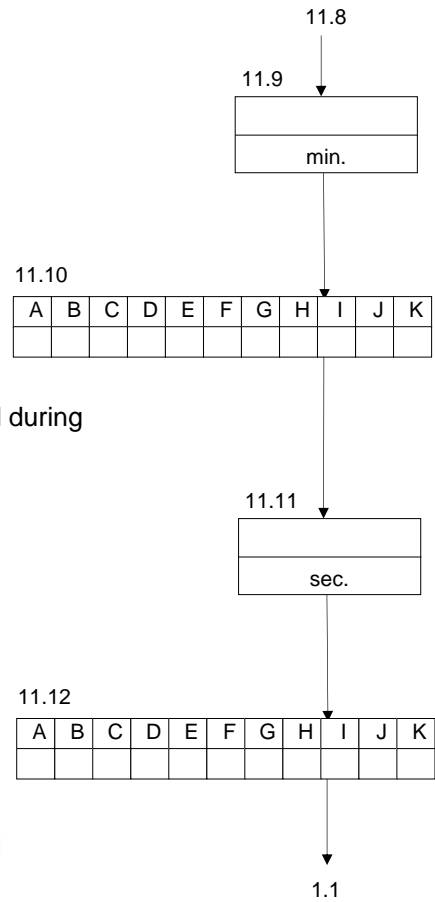 11.8
11.9
min.
11.10
A B C D E F G H I J K
during
11.11
sec.
11.12
A B C D E F G H I J K
1.1